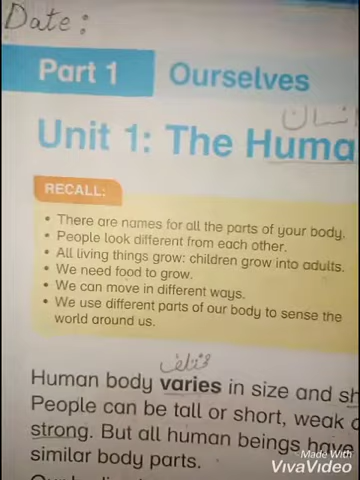 Date:
Part 1 Ourselves
انسان
Unit 1: The Huma
RECALL:
• There are names for all the parts of your body.
• People look different from each other.
• All living things grow: children grow into adults.
• We need food to grow.
• We can move in different ways.
• We use different parts of our body to sense the
world around us.
مختلف
Human body varies in size and sh
People can be tall or short, weak o
strong. But all human beings have
similar body parts.
Made With
VivaVideo